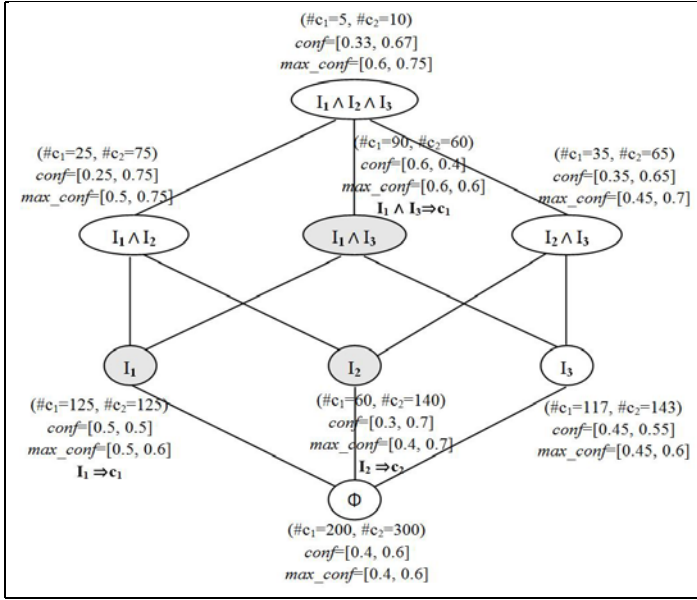 (#c₁=5, #c₂=10)
conf=[0.33, 0.67]
max_conf=[0.6, 0.75]
I₁ ∧ I₂ ∧ I₃
(#c₁=25, #c₂=75)
conf=[0.25, 0.75]
max_conf=[0.5, 0.75]
I₁ ∧ I₂
(#c₁=90, #c₂=60)
conf=[0.6, 0.4]
max_conf=[0.6, 0.6]
I₁ ∧ I₃⇒c₁
I₁ ∧ I₃
(#c₁=35, #c₂=65)
conf=[0.35, 0.65]
max_conf=[0.45, 0.7]
I₂ ∧ I₃
I₁
(#c₁=125, #c₂=125)
conf=[0.5, 0.5]
max_conf=[0.5, 0.6]
I₁ ⇒c₁
I₂
(#c₁=60, #c₂=140)
conf=[0.3, 0.7]
max_conf=[0.4, 0.7]
I₂ ⇒c₂
I₃
(#c₁=117, #c₂=143)
conf=[0.45, 0.55]
max_conf=[0.45, 0.6]
Φ
(#c₁=200, #c₂=300)
conf=[0.4, 0.6]
max_conf=[0.4, 0.6]